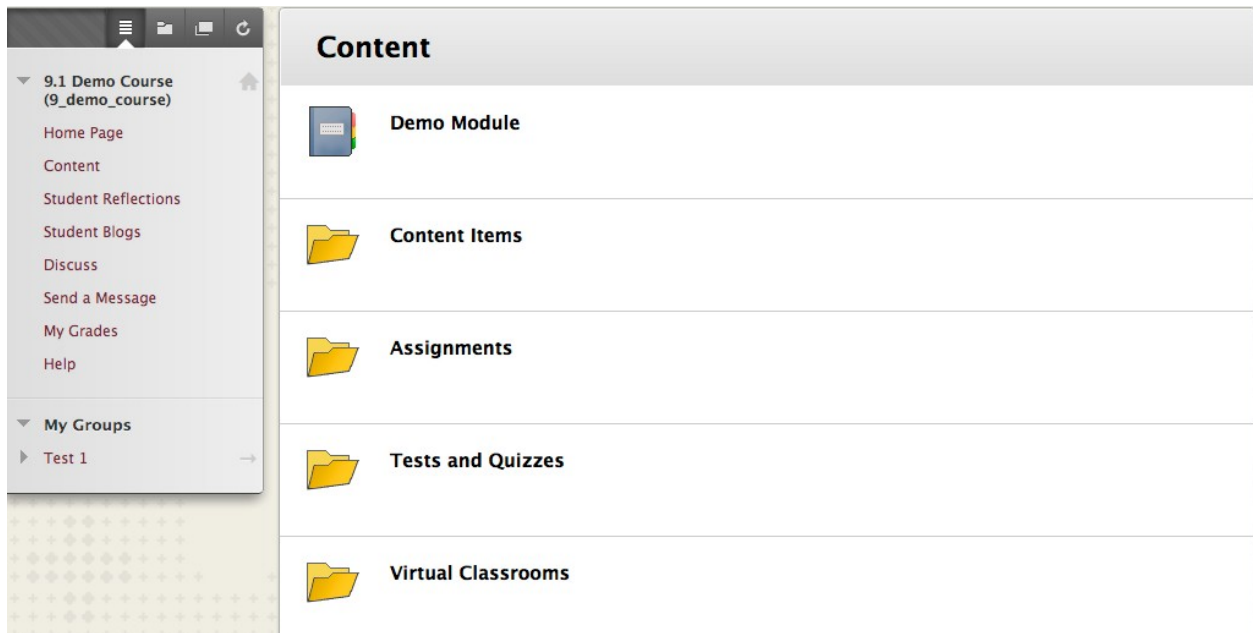 9.1 Demo Course
(9_demo_course)
Home Page
Content
Student Reflections
Student Blogs
Discuss
Send a Message
My Grades
Help
My Groups
Test 1
Content
Demo Module
Content Items
Assignments
Tests and Quizzes
Virtual Classrooms